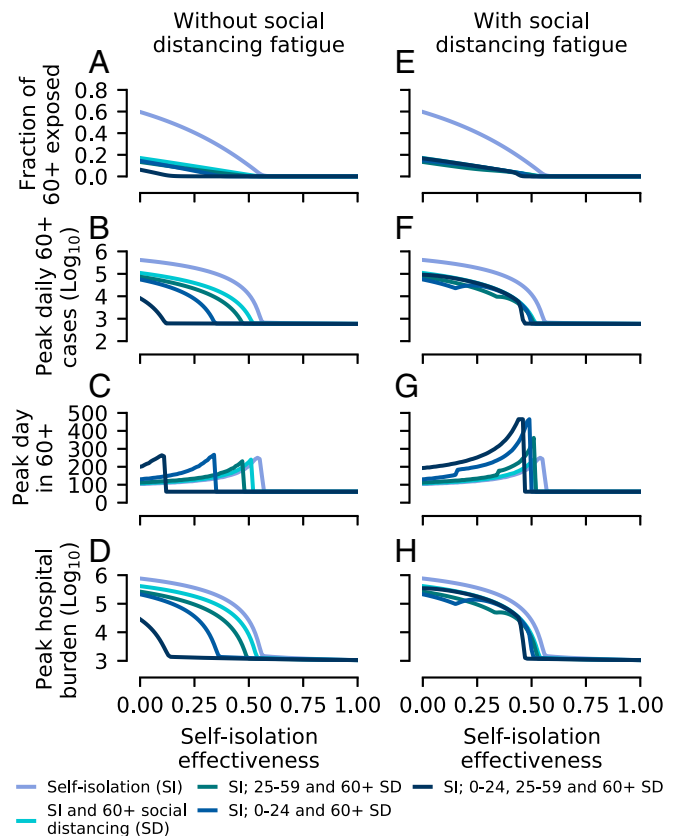 Without social
distancing fatigue
With social
distancing fatigue
A
E
Fraction of
60+ exposed
0.8
0.6
0.4
0.2
0.0
B
F
Peak daily 60+
cases (Log10)
6
5
4
3
2
C
G
Peak day
in 60+
500
400
300
200
100
0
D
H
Peak hospital
burden (Log10)
6
5
4
3
0.00 0.25 0.50 0.75 1.00
0.00 0.25 0.50 0.75 1.00
Self-isolation
effectiveness
Self-isolation
effectiveness
Self-isolation (SI)
SI and 60+ social
distancing (SD)
SI; 25-59 and 60+ SD
SI; 0-24 and 60+ SD
SI; 0-24, 25-59 and 60+ SD